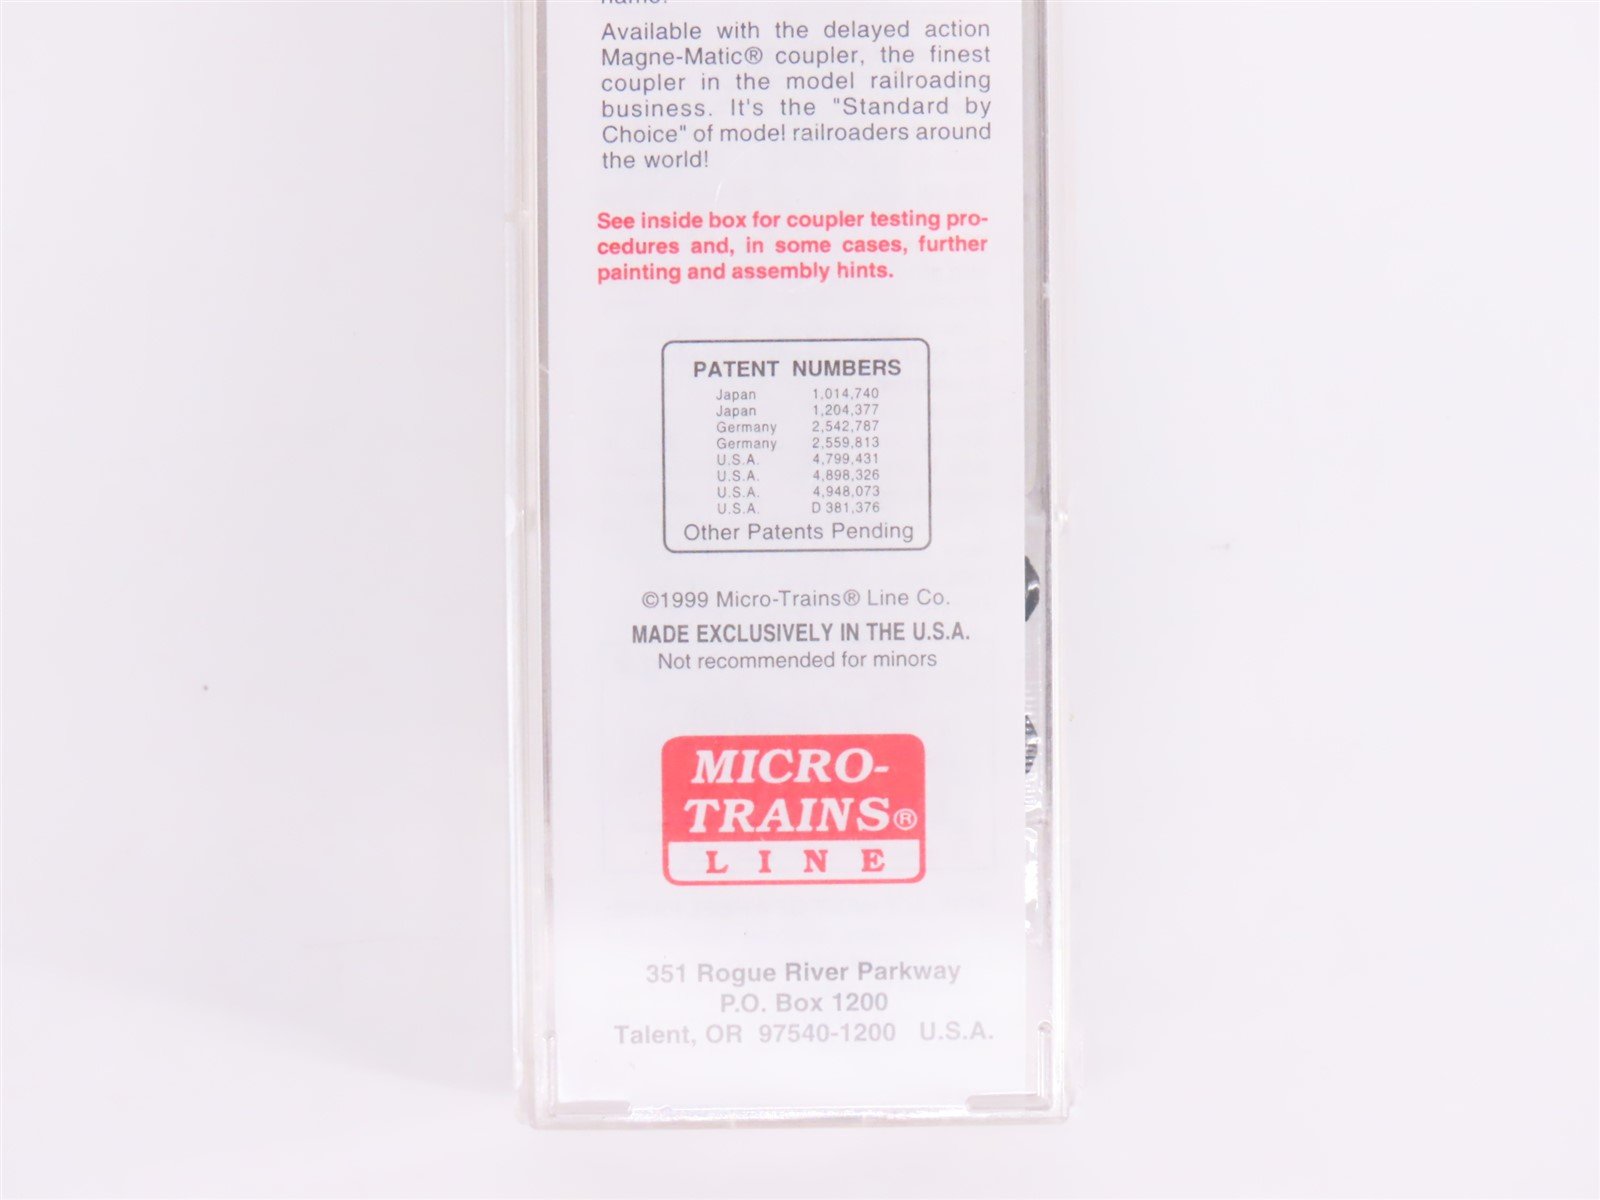 name!
Available with the delayed action
Magne-Matic® coupler, the finest
coupler in the model railroading
business. It's the "Standard by
Choice" of model railroaders around
the world!
See inside box for coupler testing pro-
cedures and, in some cases, further
painting and assembly hints.
PATENT NUMBERS
Japan 1,014,740
Japan 1,204,377
Germany 2,542,787
Germany 2,559,813
U.S.A. 4,799,431
U.S.A. 4,898,326
U.S.A. 4,948,073
U.S.A. D 381,376
Other Patents Pending
©1999 Micro-Trains® Line Co.
MADE EXCLUSIVELY IN THE U.S.A.
Not recommended for minors
MICRO-
TRAINS®
LINE
351 Rogue River Parkway
P.O. Box 1200
Talent, OR 97540-1200 U.S.A.